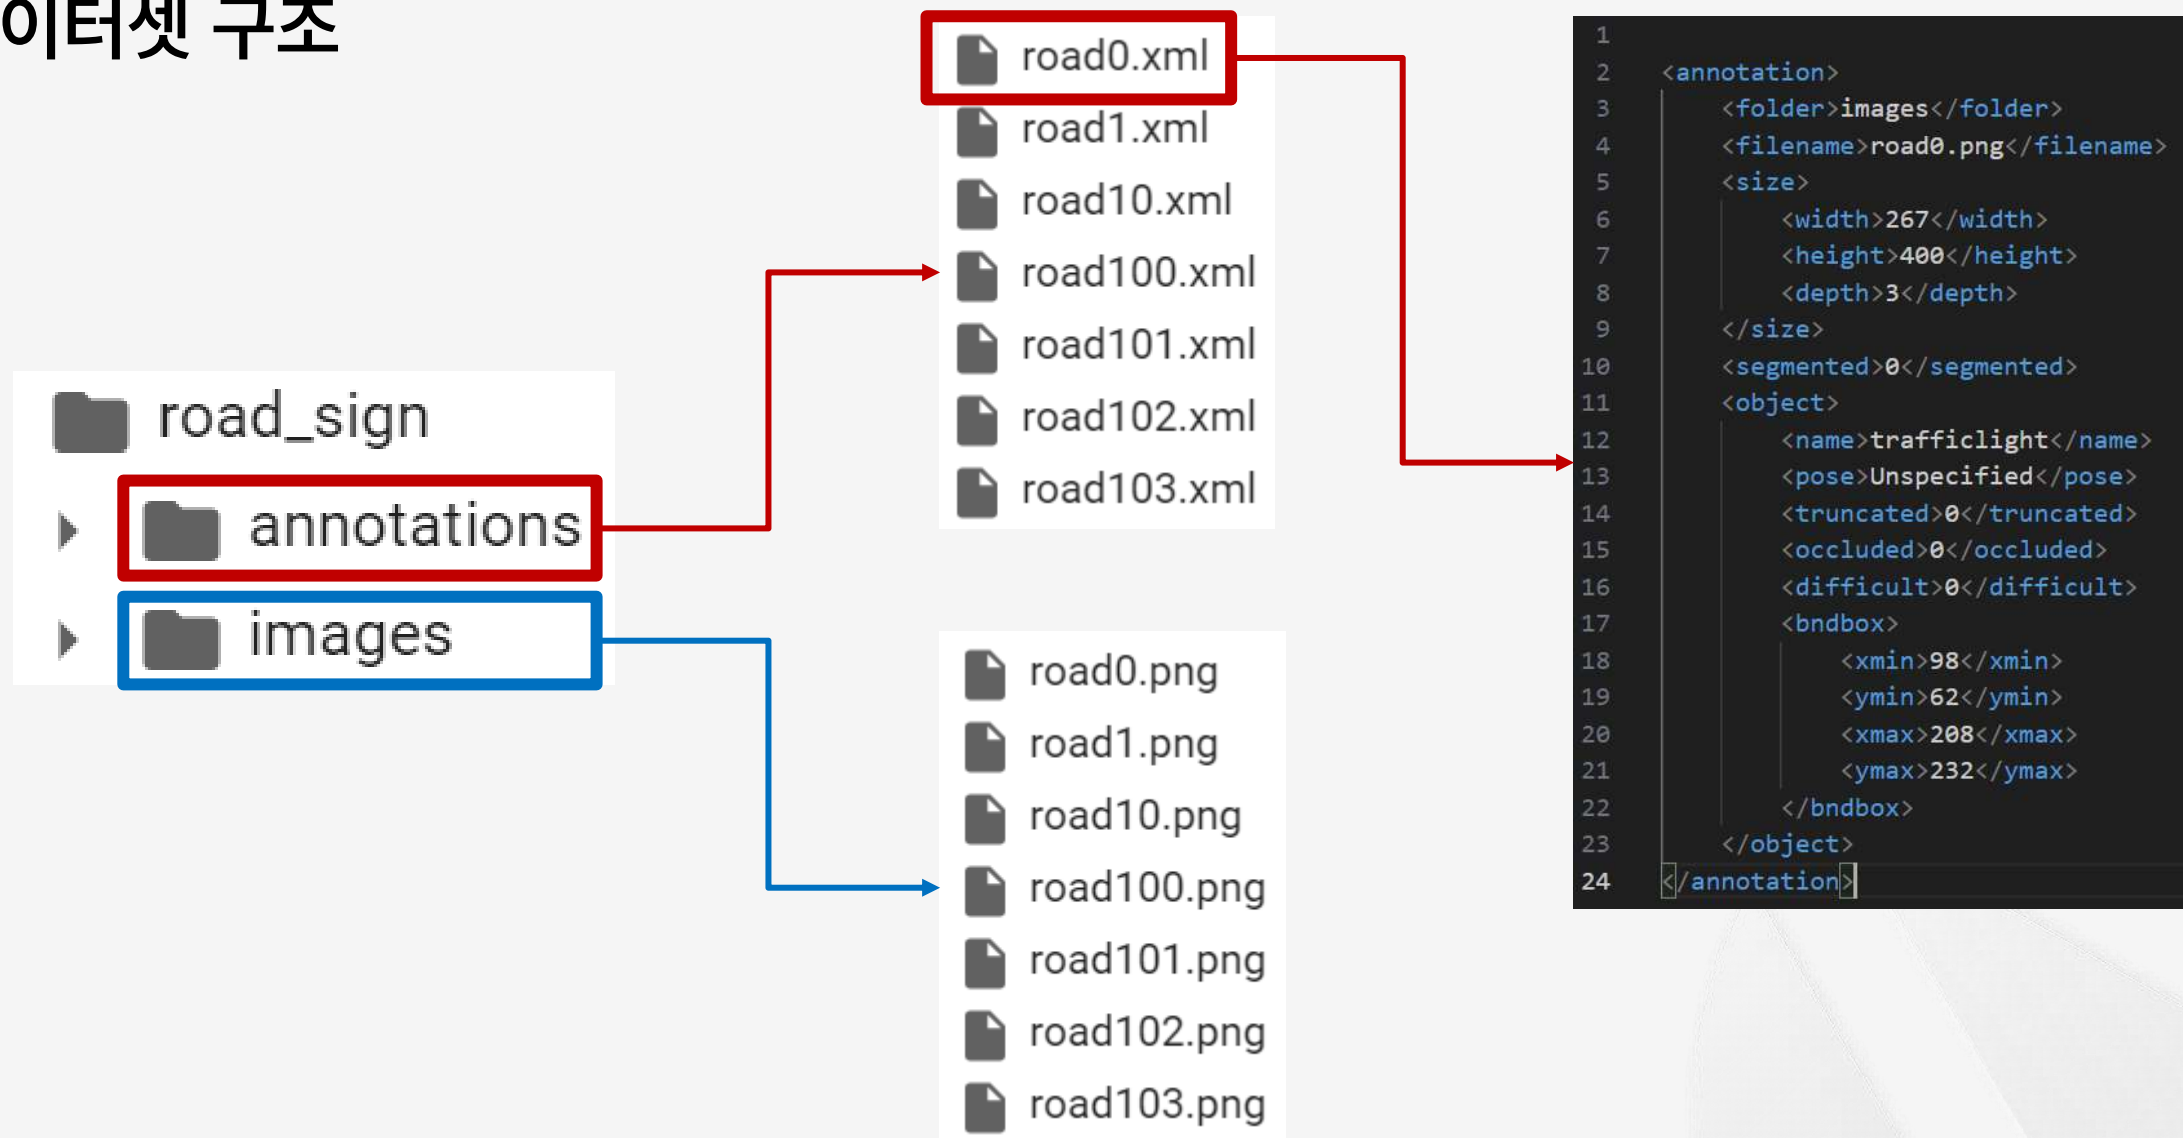 이터셋 구조
road_sign
annotations
images
road0.xml
road1.xml
road10.xml
road100.xml
road101.xml
road102.xml
road103.xml
road0.png
road1.png
road10.png
road100.png
road101.png
road102.png
road103.png
1
2 <annotation>
3 <folder>images</folder>
4 <filename>road0.png</filename>
5 <size>
6 <width>267</width>
7 <height>400</height>
8 <depth>3</depth>
9 </size>
10 <segmented>0</segmented>
11 <object>
12 <name>trafficlight</name>
13 <pose>Unspecified</pose>
14 <truncated>0</truncated>
15 <occluded>0</occluded>
16 <difficult>0</difficult>
17 <bndbox>
18 <xmin>98</xmin>
19 <ymin>62</ymin>
20 <xmax>208</xmax>
21 <ymax>232</ymax>
22 </bndbox>
23 </object>
24 </annotation>